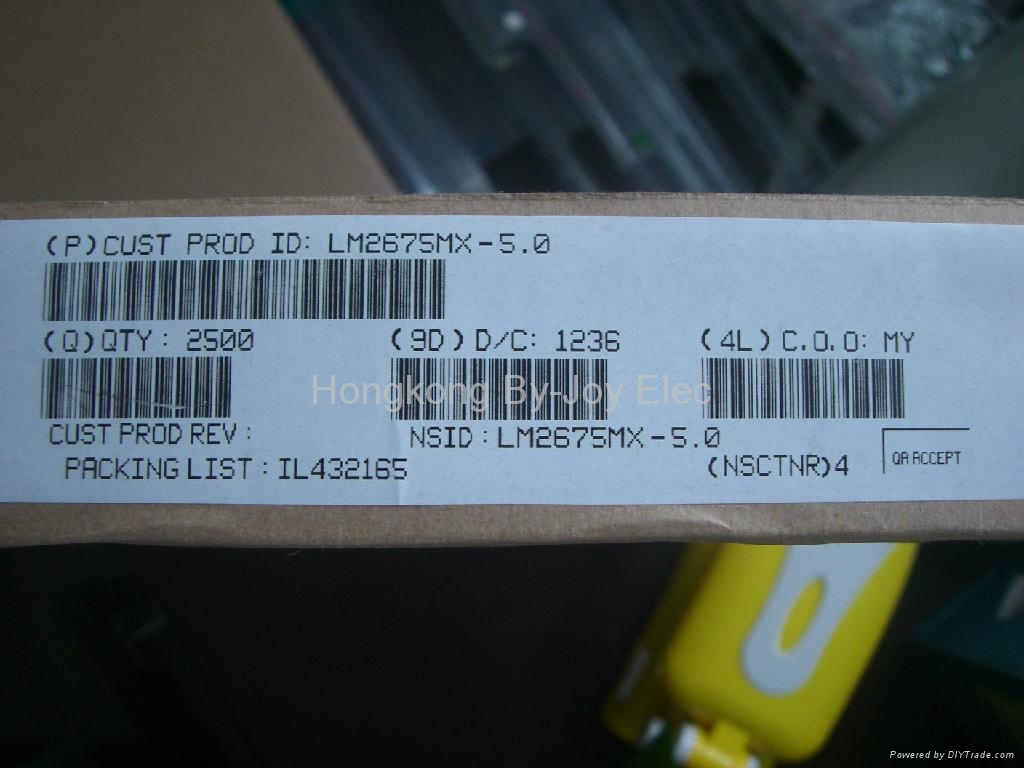 (P)CUST PROD ID: LM2675MX-5.0
(Q)QTY: 2500 (9D)D/C: 1236 (4L)C.O.O: MY
Hongkong By-Joy Elec
CUST PROD REV: NSID:LM2675MX-5.0
PACKING LIST:IL432165 (NSCTNR)4 QA ACCEPT
Powered by DIYTrade.com